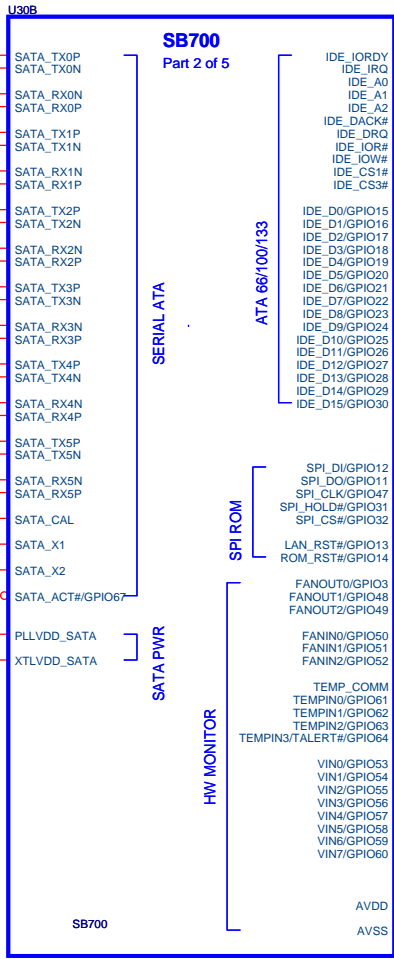 U30B
SB700
Part 2 of 5
SATA_TX0P
SATA_TX0N
SATA_RX0N
SATA_RX0P
SATA_TX1P
SATA_TX1N
SATA_RX1N
SATA_RX1P
SATA_TX2P
SATA_TX2N
SATA_RX2N
SATA_RX2P
SATA_TX3P
SATA_TX3N
SATA_RX3N
SATA_RX3P
SATA_TX4P
SATA_TX4N
SATA_RX4N
SATA_RX4P
SATA_TX5P
SATA_TX5N
SATA_RX5N
SATA_RX5P
SATA_CAL
SATA_X1
SATA_X2
SATA_ACT#/GPIO67
PLLVDD_SATA
XTLVDD_SATA
SERIAL ATA
SATA PWR
ATA 66/100/133
SPI ROM
HW MONITOR
IDE_IORDY
IDE_IRQ
IDE_A0
IDE_A1
IDE_A2
IDE_DACK#
IDE_DRQ
IDE_IOR#
IDE_IOW#
IDE_CS1#
IDE_CS3#
IDE_D0/GPIO15
IDE_D1/GPIO16
IDE_D2/GPIO17
IDE_D3/GPIO18
IDE_D4/GPIO19
IDE_D5/GPIO20
IDE_D6/GPIO21
IDE_D7/GPIO22
IDE_D8/GPIO23
IDE_D9/GPIO24
IDE_D10/GPIO25
IDE_D11/GPIO26
IDE_D12/GPIO27
IDE_D13/GPIO28
IDE_D14/GPIO29
IDE_D15/GPIO30
SPI_DI/GPIO12
SPI_DO/GPIO11
SPI_CLK/GPIO47
SPI_HOLD#/GPIO31
SPI_CS#/GPIO32
LAN_RST#/GPIO13
ROM_RST#/GPIO14
FANOUT0/GPIO3
FANOUT1/GPIO48
FANOUT2/GPIO49
FANIN0/GPIO50
FANIN1/GPIO51
FANIN2/GPIO52
TEMP_COMM
TEMPIN0/GPIO61
TEMPIN1/GPIO62
TEMPIN2/GPIO63
TEMPIN3/TALERT#/GPIO64
VIN0/GPIO53
VIN1/GPIO54
VIN2/GPIO55
VIN3/GPIO56
VIN4/GPIO57
VIN5/GPIO58
VIN6/GPIO59
VIN7/GPIO60
AVDD
AVSS
SB700